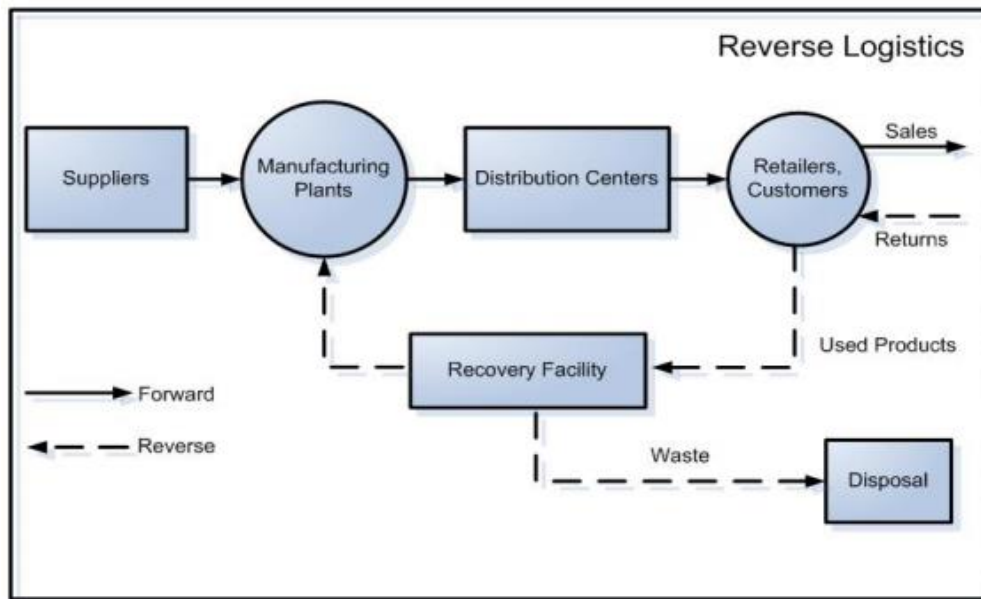 Reverse Logistics
Suppliers
Manufacturing
Plants
Distribution Centers
Retailers,
Customers
Sales
Returns
Used Products
Recovery Facility
Forward
Reverse
Waste
Disposal